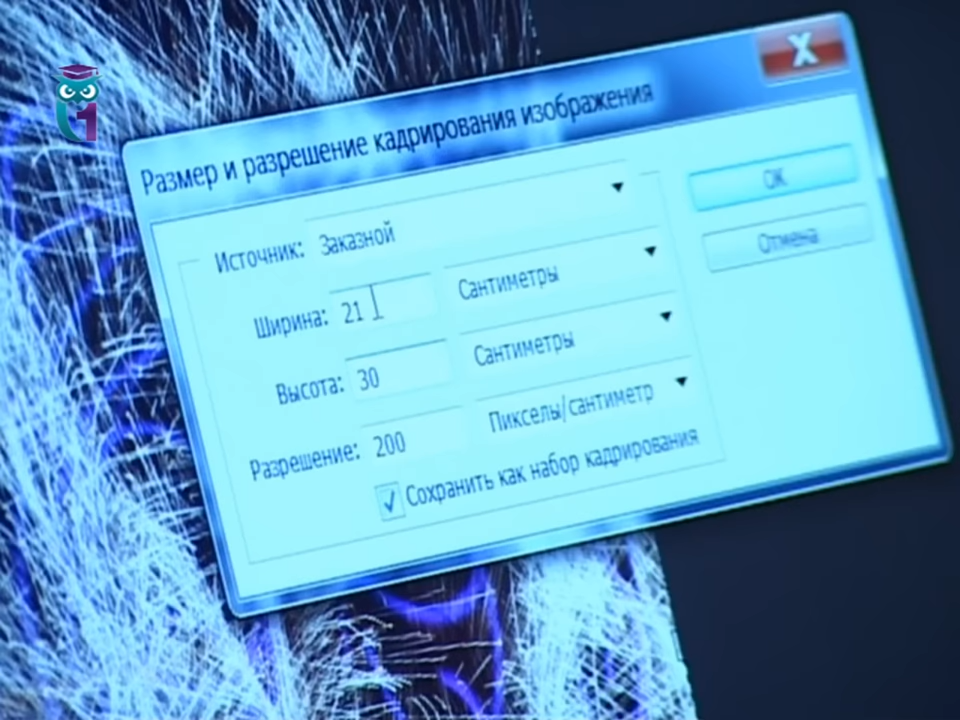 Размер и разрешение кадрирования изображения
X
Источник: Заказной
OK
Ширина: 21 Сантиметры
Отмена
Высота: 30 Сантиметры
Разрешение: 200 Пикселы/сантиметр
Сохранить как набор кадрирования
1